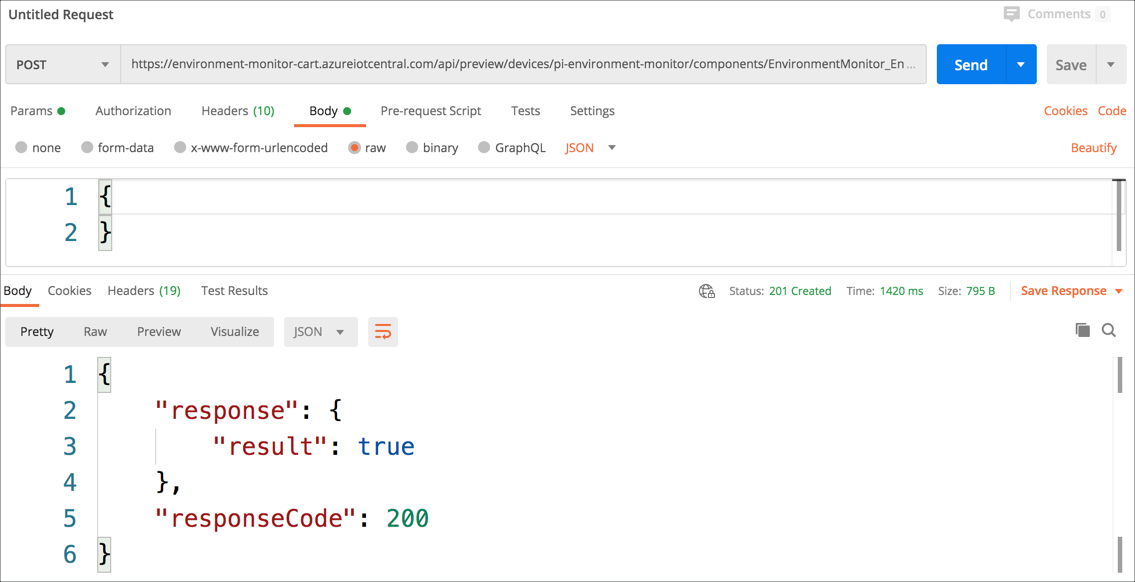 Untitled Request Comments 0
POST https://environment-monitor-cart.azureiotcentral.com/api/preview/devices/pi-environment-monitor/components/EnvironmentMonitor_En ... Send Save
Params Authorization Headers (10) Body Pre-request Script Tests Settings Cookies Code
none form-data x-www-form-urlencoded raw binary GraphQL JSON Beautify
1 {
2 }
Body Cookies Headers (19) Test Results Status: 201 Created Time: 1420 ms Size: 795 B Save Response
Pretty Raw Preview Visualize JSON
1 {
2 "response": {
3 "result": true
4 },
5 "responseCode": 200
6 }